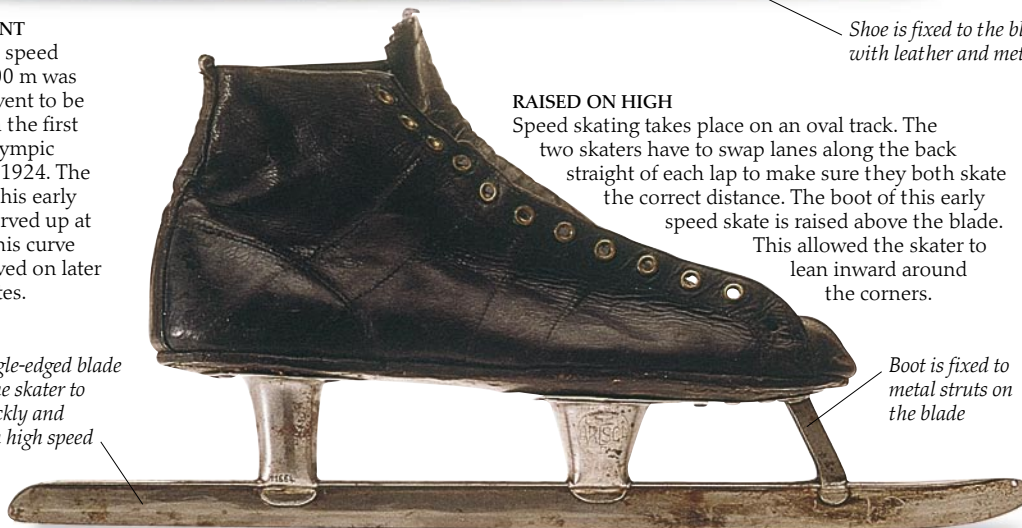 Shoe is fixed to the bl
with leather and met
NT
speed
00 m was
vent to be
the first
ympic
1924. The
his early
rved up at
his curve
ved on later
tes.
RAISED ON HIGH
Speed skating takes place on an oval track. The
two skaters have to swap lanes along the back
straight of each lap to make sure they both skate
the correct distance. The boot of this early
speed skate is raised above the blade.
This allowed the skater to
lean inward around
the corners.
gle-edged blade
e skater to
ckly and
high speed
Boot is fixed to
metal struts on
the blade